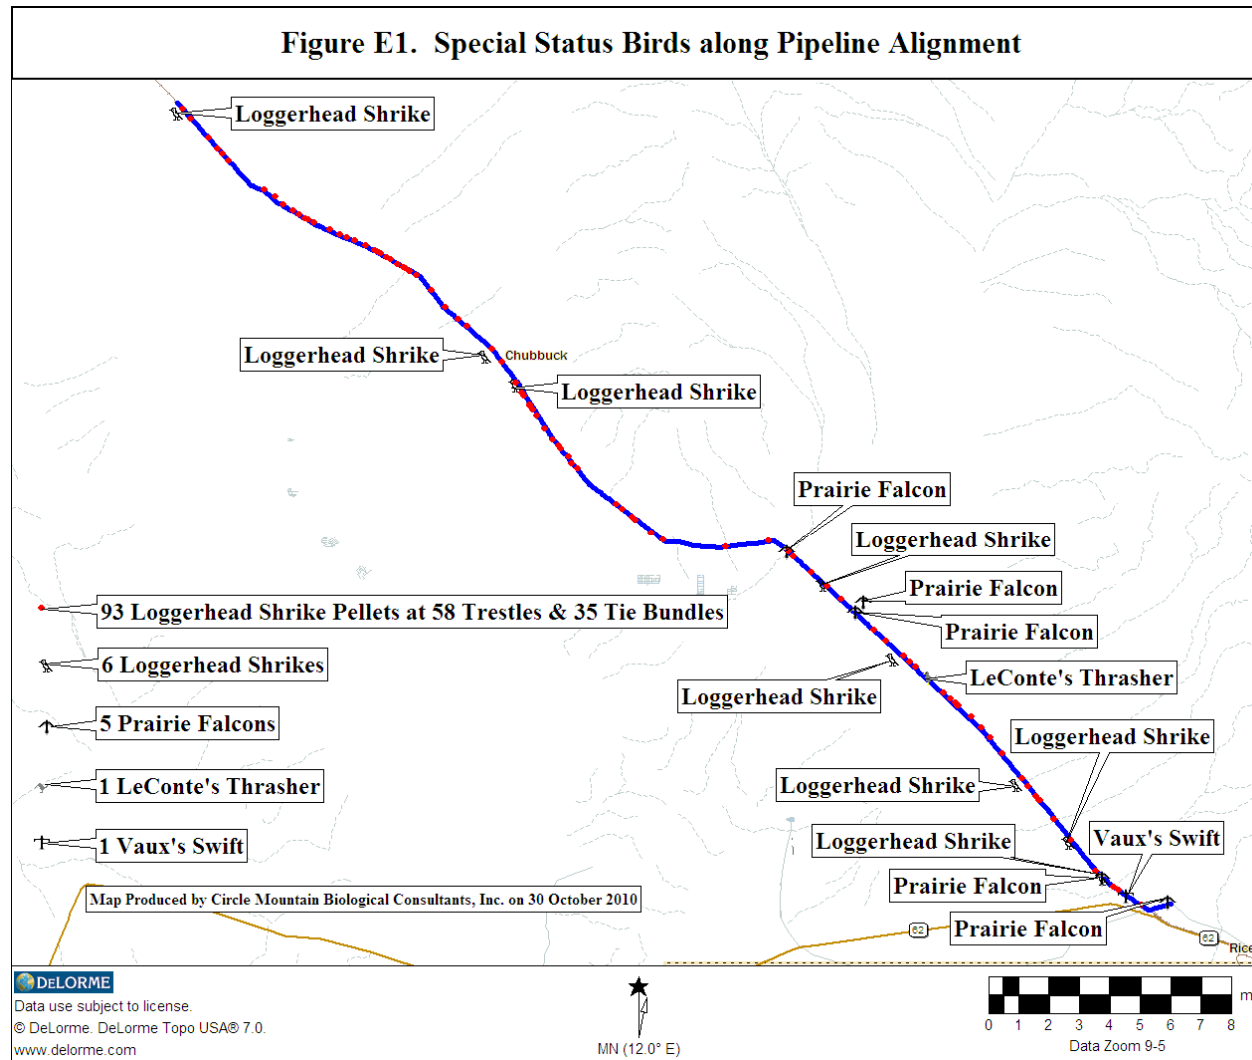 Figure E1. Special Status Birds along Pipeline Alignment
Loggerhead Shrike
Loggerhead Shrike
Chubbuck
Loggerhead Shrike
Prairie Falcon
Loggerhead Shrike
Prairie Falcon
Prairie Falcon
LeConte's Thrasher
Loggerhead Shrike
Loggerhead Shrike
Loggerhead Shrike
Loggerhead Shrike
Vaux's Swift
Prairie Falcon
Prairie Falcon
93 Loggerhead Shrike Pellets at 58 Trestles & 35 Tie Bundles
6 Loggerhead Shrikes
5 Prairie Falcons
1 LeConte's Thrasher
1 Vaux's Swift
Map Produced by Circle Mountain Biological Consultants, Inc. on 30 October 2010
62
62
Rice
DELORME
Data use subject to license.
© DeLorme. DeLorme Topo USA® 7.0.
www.delorme.com
MN (12.0° E)
m
0 1 2 3 4 5 6 7 8
Data Zoom 9-5